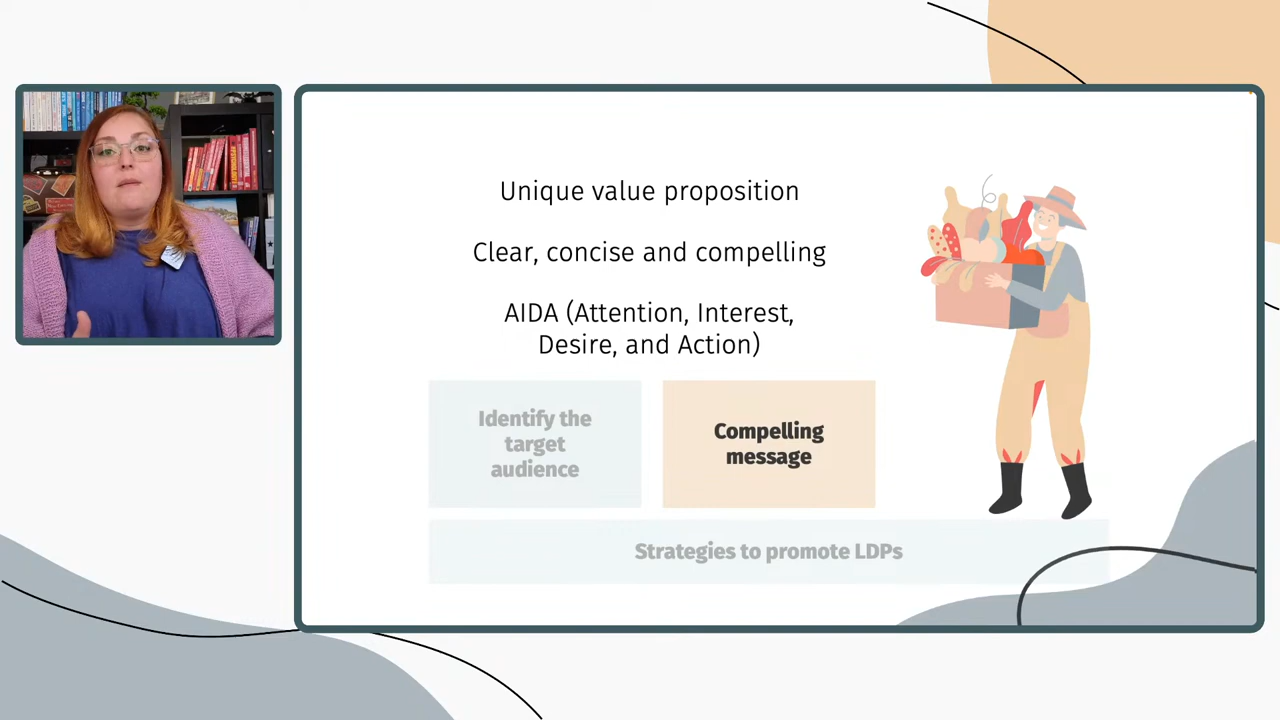 Unique value proposition
Clear, concise and compelling
AIDA (Attention, Interest,
Desire, and Action)
Identify the
target
audience
Compelling
message
Strategies to promote LDPs